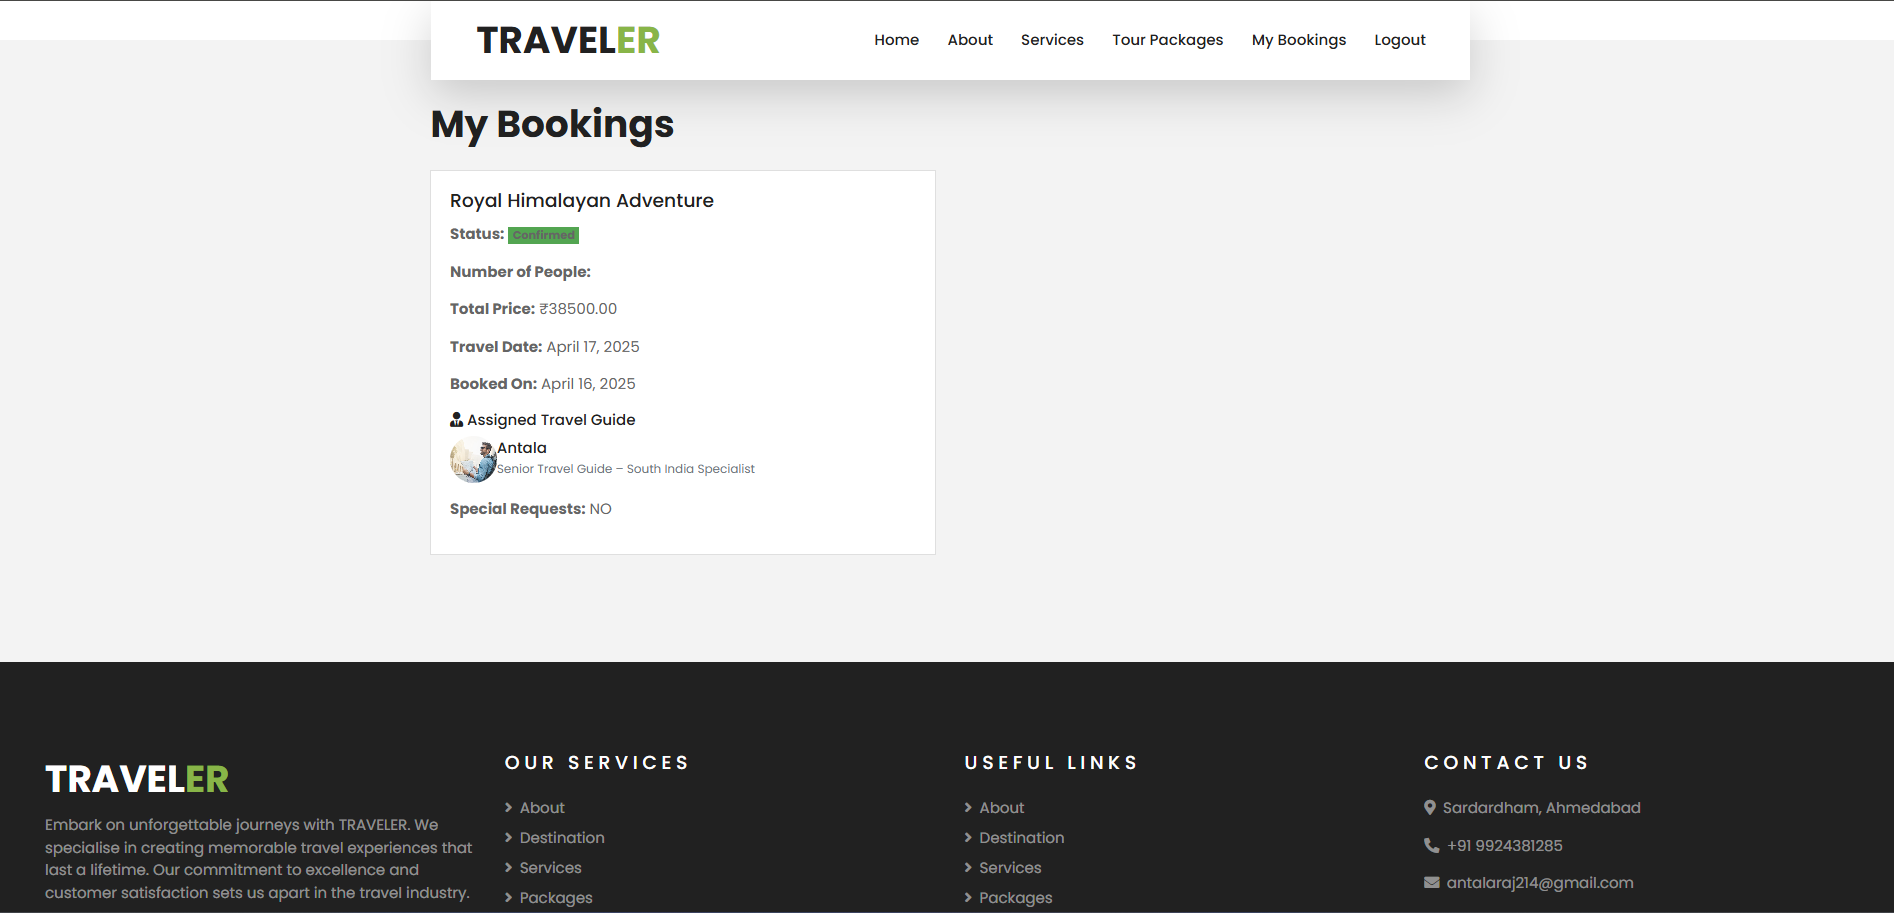 TRAVELER
Home About Services Tour Packages My Bookings Logout
My Bookings
Royal Himalayan Adventure
Status: Confirmed
Number of People:
Total Price: ₹38500.00
Travel Date: April 17, 2025
Booked On: April 16, 2025
Assigned Travel Guide
Antala
Senior Travel Guide – South India Specialist
Special Requests: NO
TRAVELER
Embark on unforgettable journeys with TRAVELER. We
specialise in creating memorable travel experiences that
last a lifetime. Our commitment to excellence and
customer satisfaction sets us apart in the travel industry.
OUR SERVICES
About
Destination
Services
Packages
USEFUL LINKS
About
Destination
Services
Packages
CONTACT US
Sardardham, Ahmedabad
+91 9924381285
antalaraj214@gmail.com